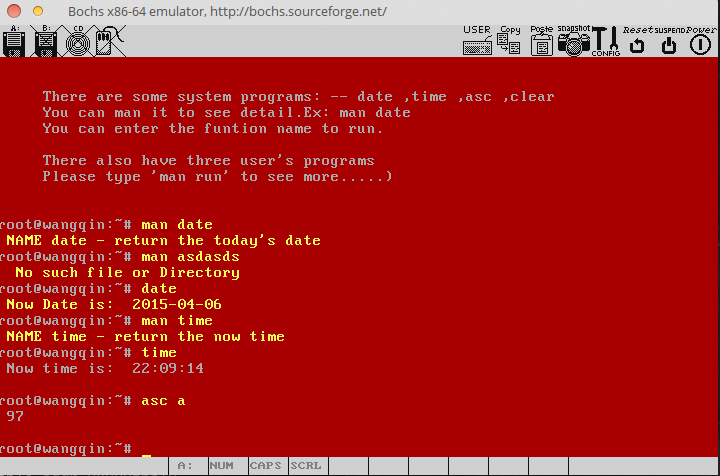 Bochs x86-64 emulator, http://bochs.sourceforge.net/
A: B: CD USER Copy Paste snapshot CONFIG Reset SUSPEND Power
There are some system programs: -- date ,time ,asc ,clear
You can man it to see detail.Ex: man date
You can enter the funtion name to run.
There also have three user's programs
Please type 'man run' to see more.....)
root@wangqin:~# man date
NAME date - return the today's date
root@wangqin:~# man asdasds
No such file or Directory
root@wangqin:~# date
Now Date is:  2015-04-06
root@wangqin:~# man time
NAME time - return the now time
root@wangqin:~# time
Now time is:  22:09:14
root@wangqin:~# asc a
97
root@wangqin:~# _
A: NUM CAPS SCRL